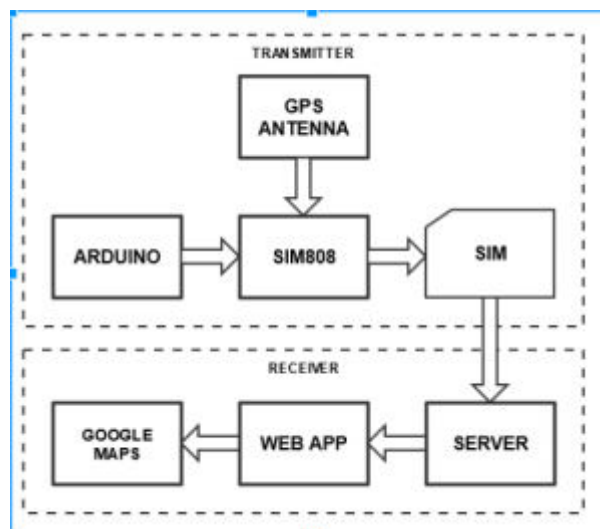 TRANSMITTER
GPS
ANTENNA
ARDUINO
SIM808
SIM
RECEIVER
GOOGLE
MAPS
WEB APP
SERVER